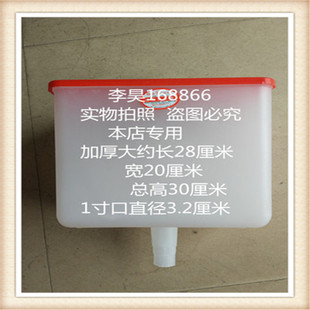 李昊168866
实物拍照 盗图必究
本店专用
加厚大约长28厘米
宽20厘米
总高30厘米
1寸口直径3.2厘米